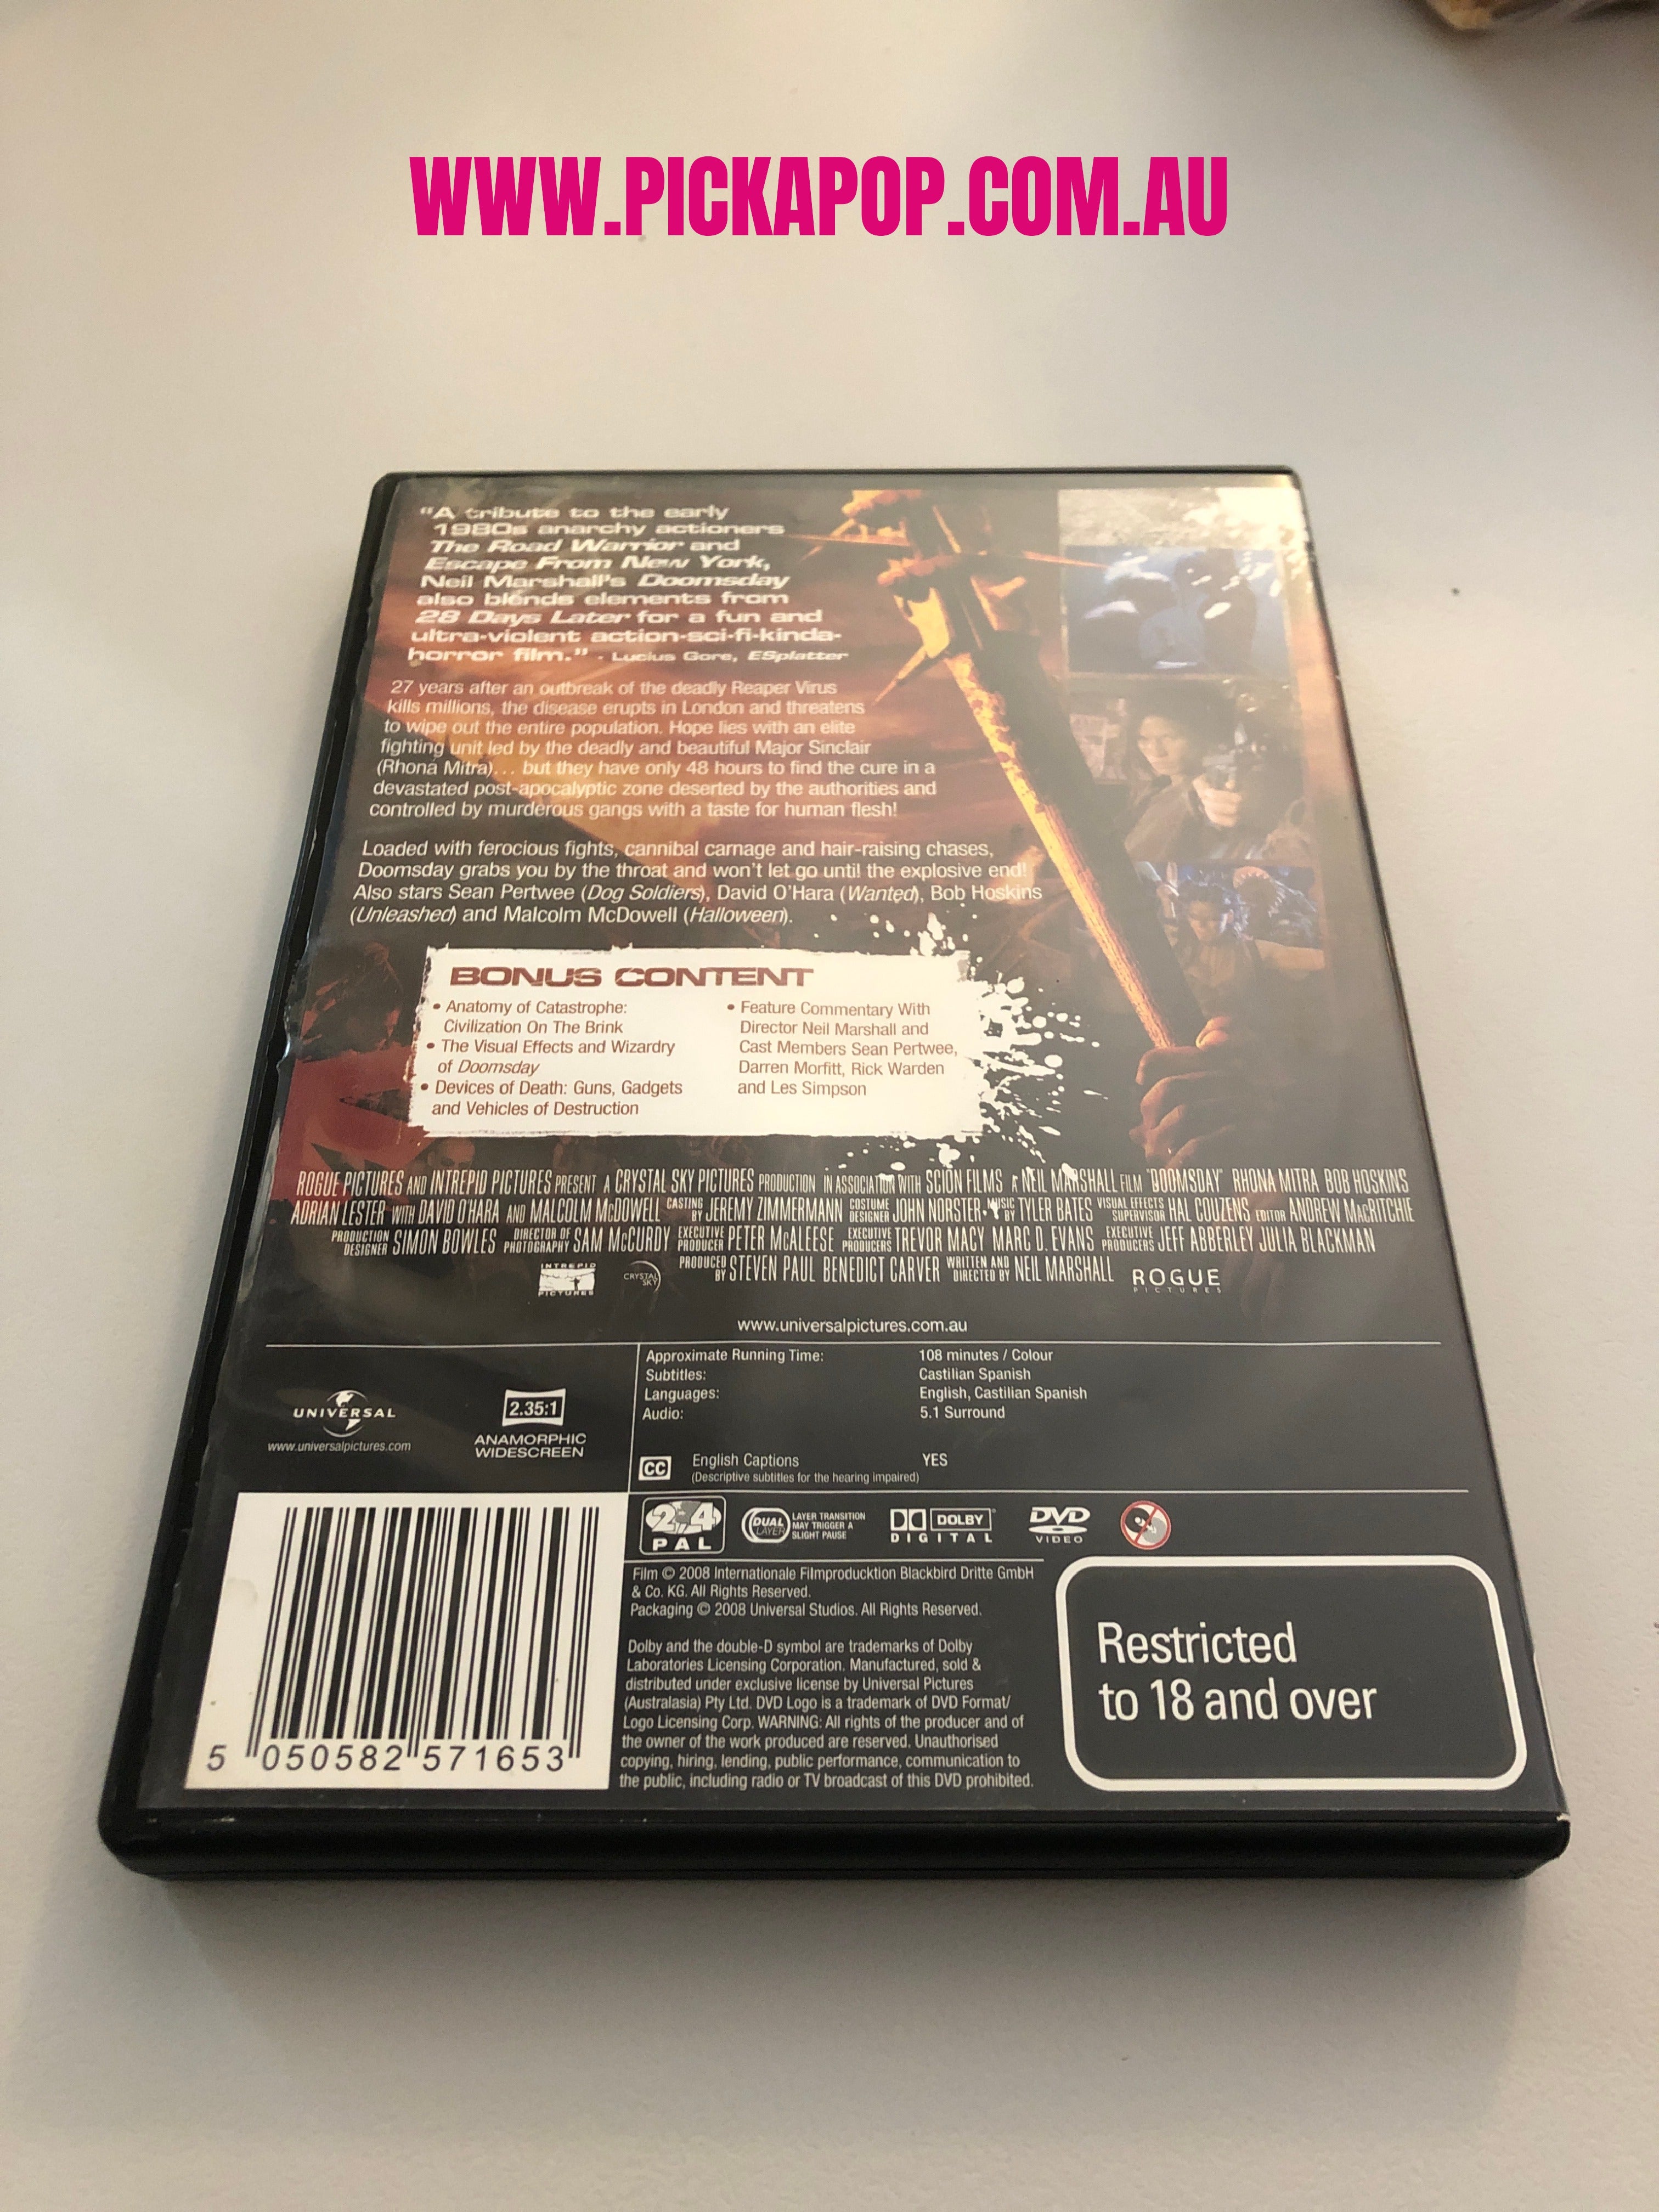 WWW.PICKAPOP.COM.AU
"A tribute to the early
1980s anarchy actioners
The Road Warrior and
Escape From New York,
Neil Marshall's Doomsday
also blends elements from
28 Days Later for a fun and
ultra-violent action-sci-fi-kinda-
horror film." - Lucius Gore, ESplatter
27 years after an outbreak of the deadly Reaper Virus
kills millions, the disease erupts in London and threatens
to wipe out the entire population. Hope lies with an elite
fighting unit led by the deadly and beautiful Major Sinclair
(Rhona Mitra)... but they have only 48 hours to find the cure in a
devastated post-apocalyptic zone deserted by the authorities and
controlled by murderous gangs with a taste for human flesh!
Loaded with ferocious fights, cannibal carnage and hair-raising chases,
Doomsday grabs you by the throat and won't let go until the explosive end!
Also stars Sean Pertwee (Dog Soldiers), David O'Hara (Wanted), Bob Hoskins
(Unleashed) and Malcolm McDowell (Halloween).
BONUS CONTENT
• Anatomy of Catastrophe:
Civilization On The Brink
• The Visual Effects and Wizardry
of Doomsday
• Devices of Death: Guns, Gadgets
and Vehicles of Destruction
• Feature Commentary With
Director Neil Marshall and
Cast Members Sean Pertwee,
Darren Morfitt, Rick Warden
and Les Simpson
ROGUE PICTURES AND INTREPID PICTURES PRESENT A CRYSTAL SKY PICTURES PRODUCTION IN ASSOCIATION WITH SCION FILMS A NEIL MARSHALL FILM "DOOMSDAY" RHONA MITRA BOB HOSKINS
ADRIAN LESTER WITH DAVID O'HARA AND MALCOLM McDOWELL CASTING BY JEREMY ZIMMERMANN COSTUME DESIGNER JOHN NORSTER MUSIC BY TYLER BATES VISUAL EFFECTS SUPERVISOR HAL COUZENS EDITOR ANDREW MacRITCHIE
PRODUCTION DESIGNER SIMON BOWLES DIRECTOR OF PHOTOGRAPHY SAM McCURDY EXECUTIVE PRODUCER PETER McALEESE EXECUTIVE PRODUCERS TREVOR MACY MARC D. EVANS EXECUTIVE PRODUCERS JEFF ABBERLEY JULIA BLACKMAN
PRODUCED BY STEVEN PAUL BENEDICT CARVER WRITTEN AND DIRECTED BY NEIL MARSHALL
INTREPID
PICTURES
CRYSTAL
SKY
ROGUE
PICTURES
www.universalpictures.com.au
UNIVERSAL
www.universalpictures.com
2.35:1
ANAMORPHIC
WIDESCREEN
Approximate Running Time: 108 minutes / Colour
Subtitles: Castilian Spanish
Languages: English, Castilian Spanish
Audio: 5.1 Surround
CC English Captions YES
(Descriptive subtitles for the hearing impaired)
2 4
PAL
DUAL
LAYER
LAYER TRANSITION
MAY TRIGGER A
SLIGHT PAUSE
DOLBY
DIGITAL
DVD
VIDEO
Film © 2008 Internationale Filmproducktion Blackbird Dritte GmbH
& Co. KG. All Rights Reserved.
Packaging © 2008 Universal Studios. All Rights Reserved.
Dolby and the double-D symbol are trademarks of Dolby
Laboratories Licensing Corporation. Manufactured, sold &
distributed under exclusive license by Universal Pictures
(Australasia) Pty Ltd. DVD Logo is a trademark of DVD Format/
Logo Licensing Corp. WARNING: All rights of the producer and of
the owner of the work produced are reserved. Unauthorised
copying, hiring, lending, public performance, communication to
the public, including radio or TV broadcast of this DVD prohibited.
Restricted
to 18 and over
5 050582 571653